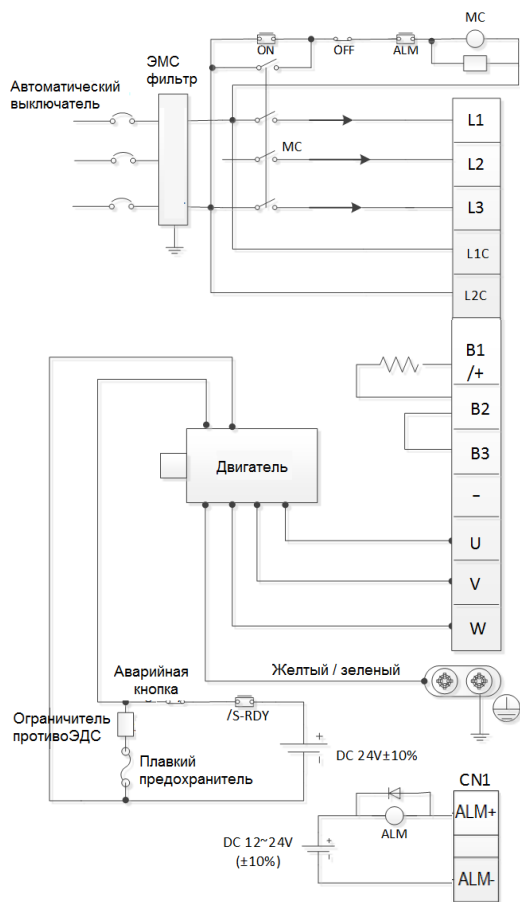 MC
ON
OFF
ALM
ЭМС
фильтр
Автоматический
выключатель
MC
L1
L2
L3
L1C
L2C
B1
/+
B2
B3
–
U
V
W
Двигатель
Желтый / зеленый
Аварийная
кнопка
/S-RDY
Ограничитель
противоЭДС
Плавкий
предохранитель
+
DC 24V±10%
CN1
ALM+
ALM
DC 12~24V
(±10%)
+
ALM-